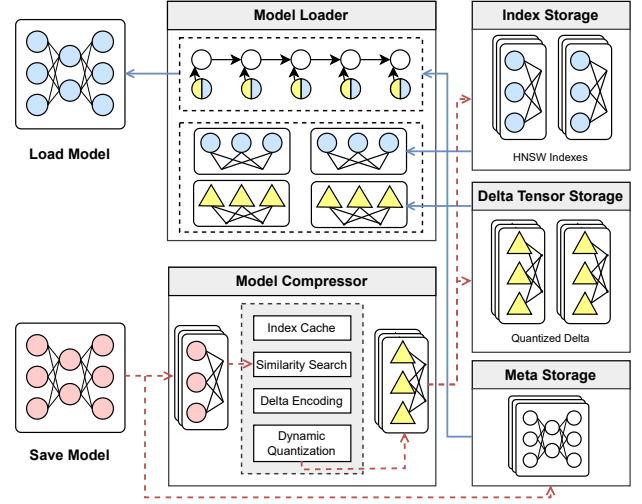 Model Loader
Index Storage
Load Model
HNSW Indexes
Delta Tensor Storage
Model Compressor
Index Cache
Similarity Search
Delta Encoding
Dynamic
Quantization
Quantized Delta
Meta Storage
Save Model